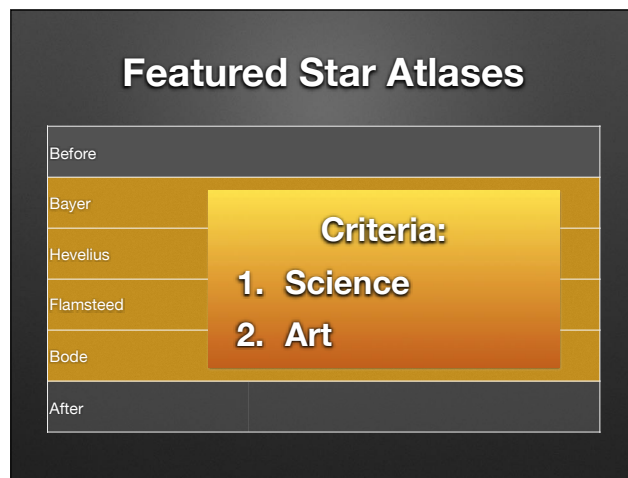 Featured Star Atlases
Before
Bayer
Hevelius
Flamsteed
Bode
After
Criteria:
1. Science
2. Art